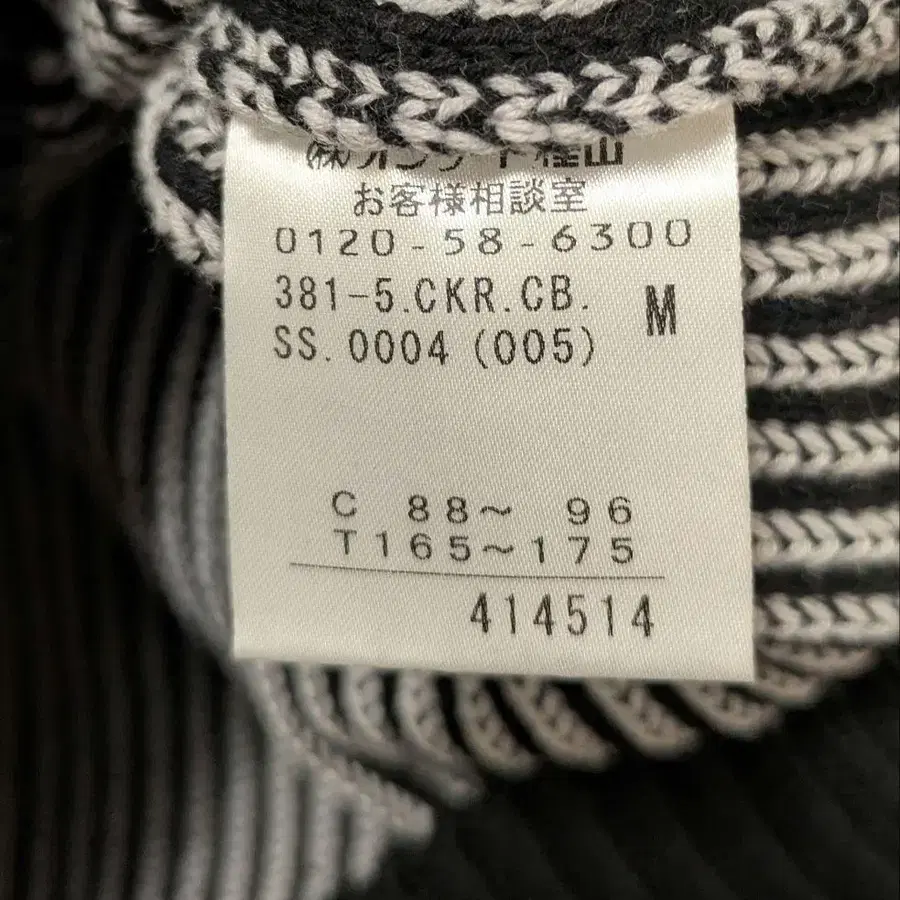 (株)オンワード樫山
お客様相談室
0120-58-6300
381-5.CKR.CB.
SS.0004 (005)
M
C 88～ 96
T165～175
414514